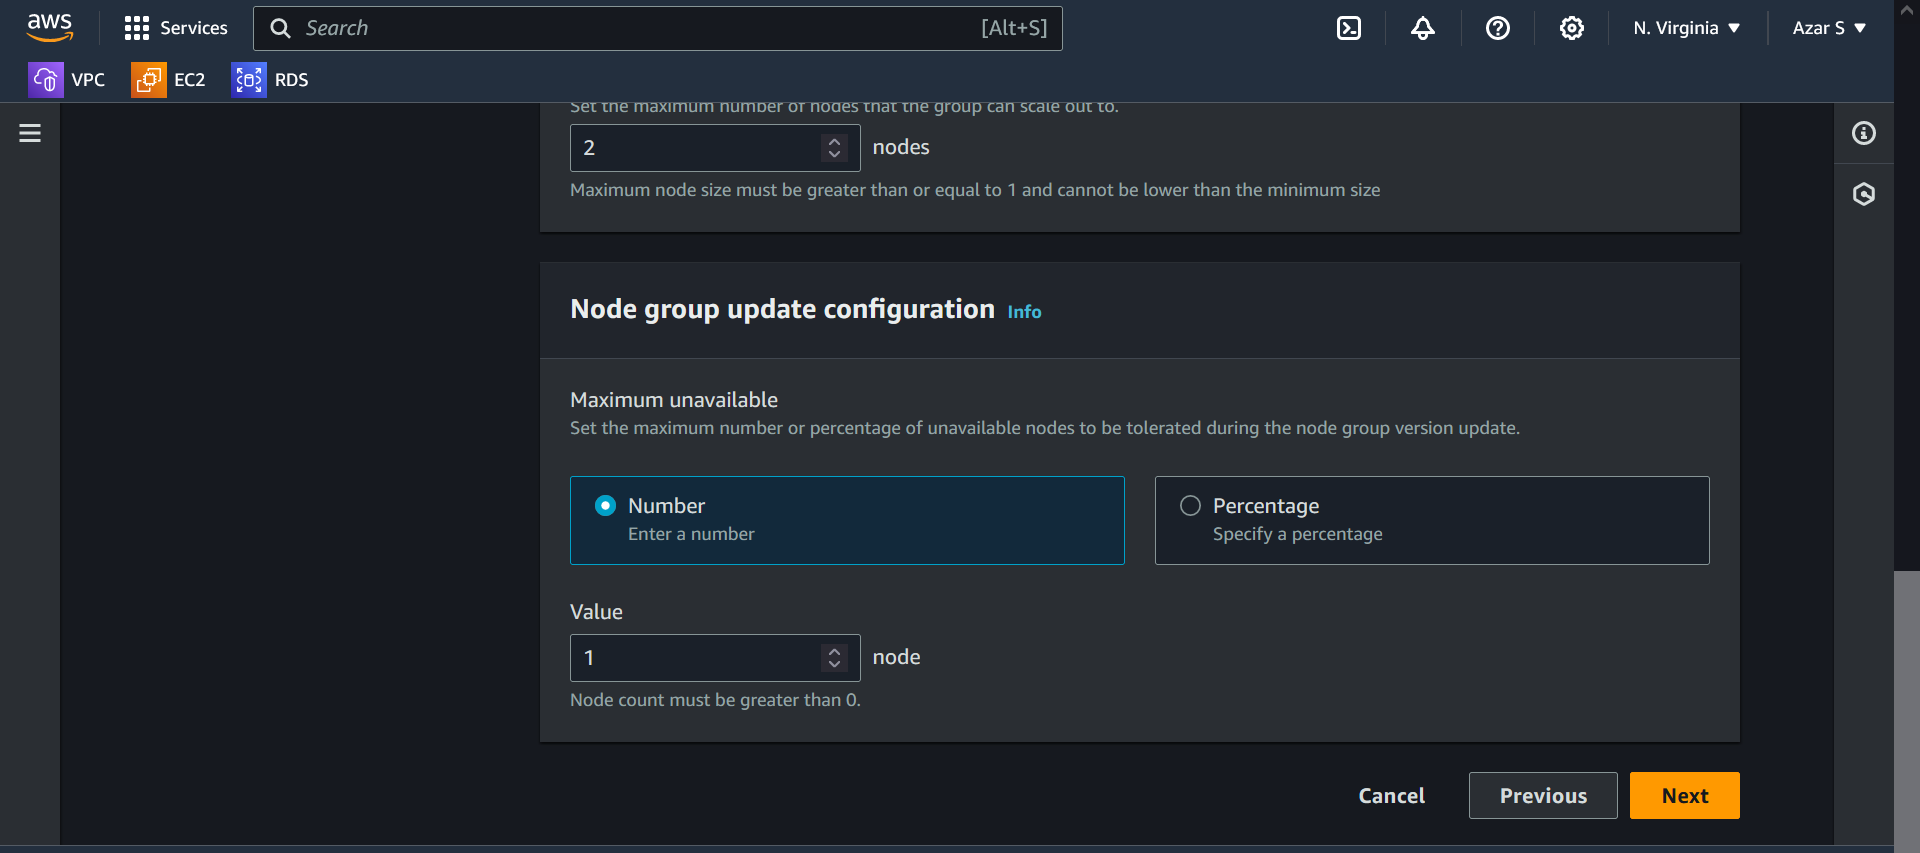 aws
Services
Search
[Alt+S]
N. Virginia
Azar S
VPC
EC2
RDS
Set the maximum number of nodes that the group can scale out to.
2
nodes
Maximum node size must be greater than or equal to 1 and cannot be lower than the minimum size
Node group update configuration Info
Maximum unavailable
Set the maximum number or percentage of unavailable nodes to be tolerated during the node group version update.
Number
Enter a number
Percentage
Specify a percentage
Value
1
node
Node count must be greater than 0.
Cancel
Previous
Next